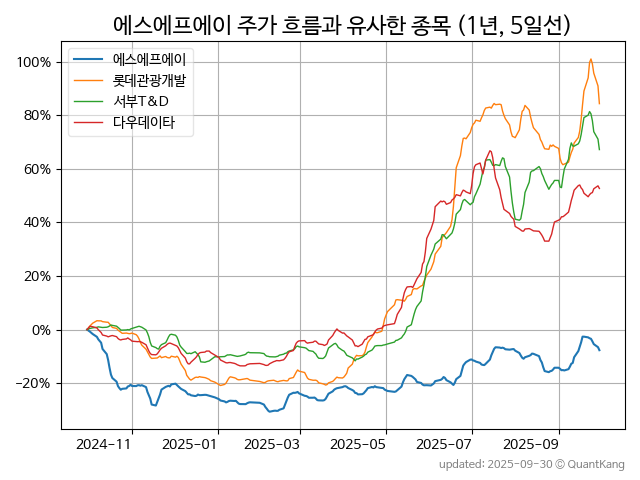 에스에프에이 주가 흐름과 유사한 종목 (1년, 5일선)
에스에프에이
롯데관광개발
서부T&D
다우데이타
100%
80%
60%
40%
20%
0%
−20%
2024−11
2025−01
2025−03
2025−05
2025−07
2025−09
updated: 2025-09-30 © QuantKang